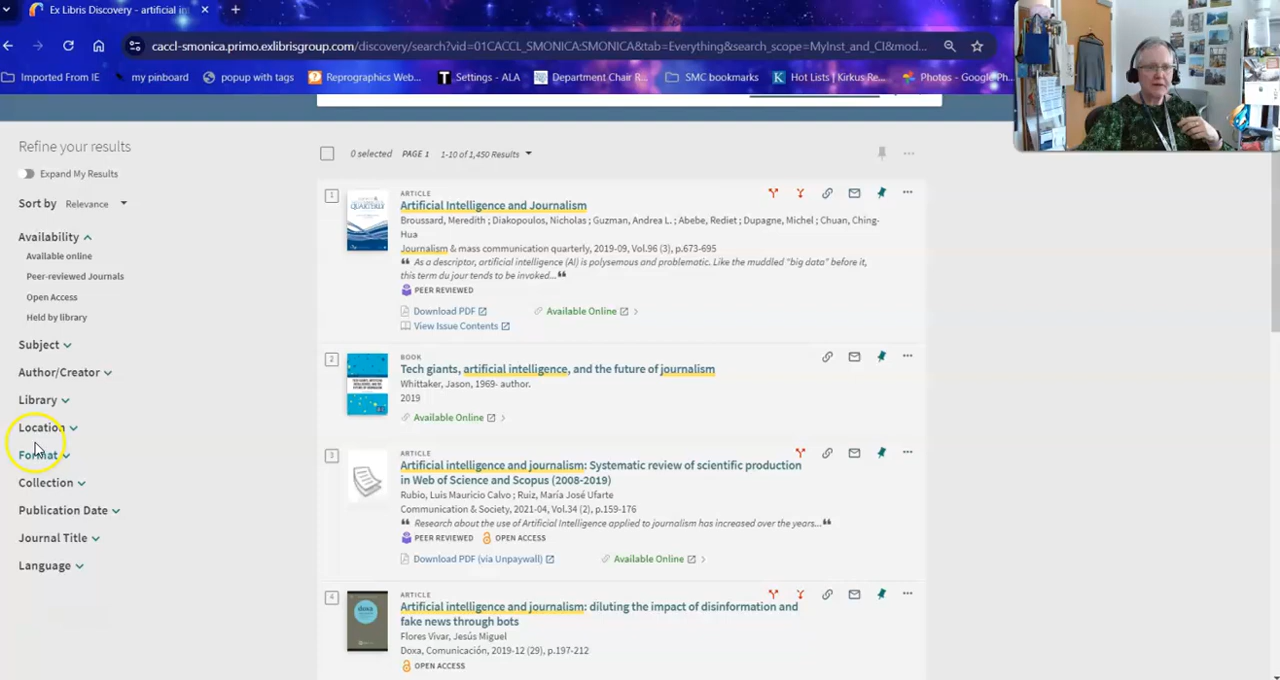 Ex Libris Discovery - artificial in
caccl-smonica.primo.exlibrisgroup.com/discovery/search?vid=01CACCL_SMONICA:SMONICA&tab=Everything&search_scope=MyInst_and_CI&mod...
Imported From IE my pinboard popup with tags Reprographics Web... Settings - ALA Department Chair R... SMC bookmarks Hot Lists | Kirkus Re... Photos - Google Ph
Refine your results
Expand My Results
Sort by Relevance
Availability
Available online
Peer-reviewed Journals
Open Access
Held by library
Subject
Author/Creator
Library
Location
Format
Collection
Publication Date
Journal Title
Language
0 selected PAGE 1 1-10 of 1,450 Results
1
ARTICLE
Artificial Intelligence and Journalism
Broussard, Meredith ; Diakopoulos, Nicholas ; Guzman, Andrea L. ; Abebe, Rediet ; Dupagne, Michel ; Chuan, Ching-
Hua
Journalism & mass communication quarterly, 2019-09, Vol.96 (3), p.673-695
❝ As a descriptor, artificial intelligence (AI) is polysemous and problematic. Like the muddled "big data" before it,
this term du jour tends to be invoked...❞
PEER REVIEWED
Download PDF Available Online
View Issue Contents
2
BOOK
Tech giants, artificial intelligence, and the future of journalism
Whittaker, Jason, 1969- author.
2019
Available Online
3
ARTICLE
Artificial intelligence and journalism: Systematic review of scientific production
in Web of Science and Scopus (2008-2019)
Rubio, Luis Mauricio Calvo ; Ruiz, María José Ufarte
Communication & Society, 2021-04, Vol.34 (2), p.159-176
❝ Research about the use of Artificial Intelligence applied to journalism has increased over the years...❞
PEER REVIEWED OPEN ACCESS
Download PDF (via Unpaywall) Available Online
4
ARTICLE
Artificial intelligence and journalism: diluting the impact of disinformation and
fake news through bots
Flores Vivar, Jesús Miguel
Doxa, Comunicación, 2019-12 (29), p.197-212
OPEN ACCESS